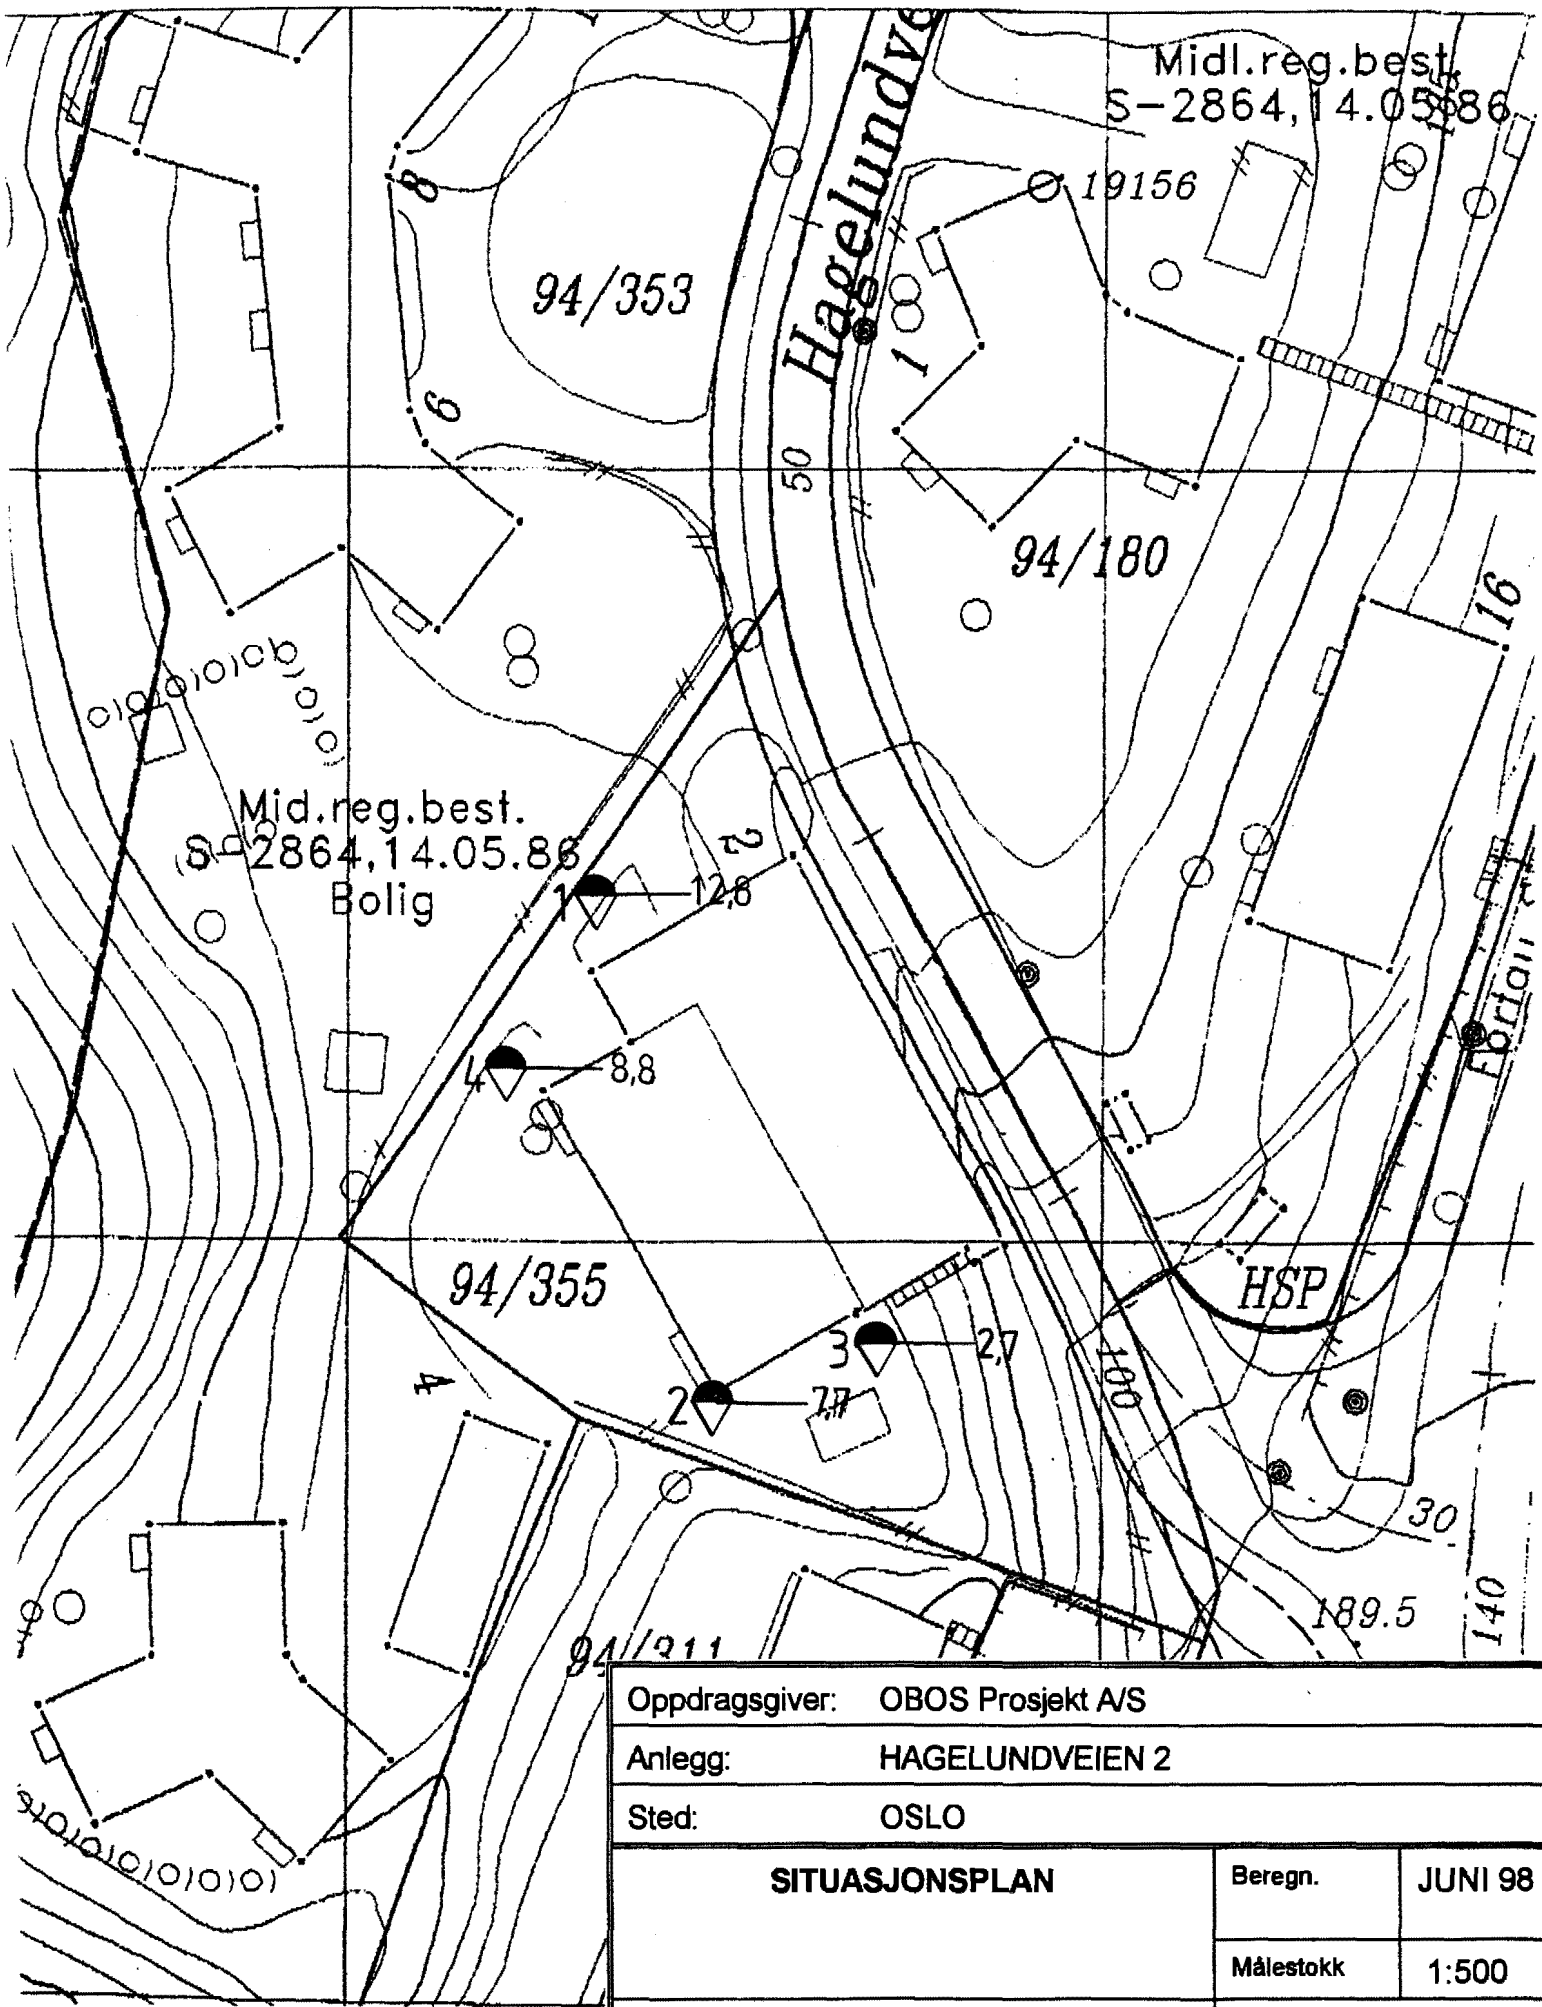 Midl.reg.best.
S-2864,14.05.86
Hagelundve
19156
8
94/353
1
6
50
94/180
16
Mid.reg.best.
S-2864,14.05.86
Bolig
2
1
12,8
4
8,8
94/355
HSP
3
2,7
100
4
2
7,7
30
189.5
140
94/311
Oppdragsgiver: OBOS Prosjekt A/S
Anlegg: HAGELUNDVEIEN 2
Sted: OSLO
SITUASJONSPLAN
Beregn. JUNI 98
Målestokk 1:500